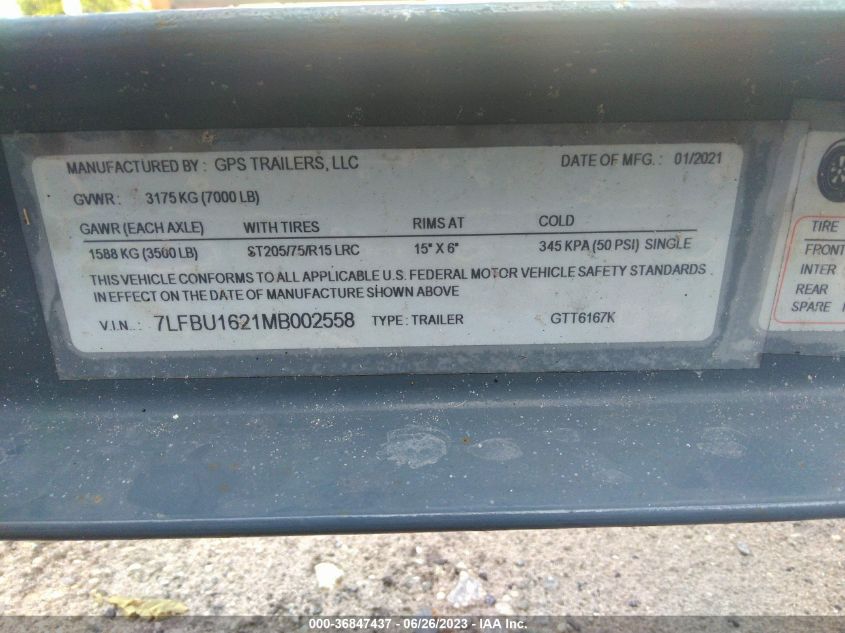 MANUFACTURED BY : GPS TRAILERS, LLC DATE OF MFG. : 01/2021
GVWR : 3175 KG (7000 LB)
GAWR (EACH AXLE) WITH TIRES RIMS AT COLD
1588 KG (3500 LB) ST205/75/R15 LRC 15" X 6" 345 KPA (50 PSI) SINGLE
THIS VEHICLE CONFORMS TO ALL APPLICABLE U.S. FEDERAL MOTOR VEHICLE SAFETY STANDARDS
IN EFFECT ON THE DATE OF MANUFACTURE SHOWN ABOVE
V.I.N. : 7LFBU1621MB002558 TYPE : TRAILER GTT6167K
TIRE
FRONT
INTER
REAR
SPARE
000-36847437 - 06/26/2023 - IAA Inc.